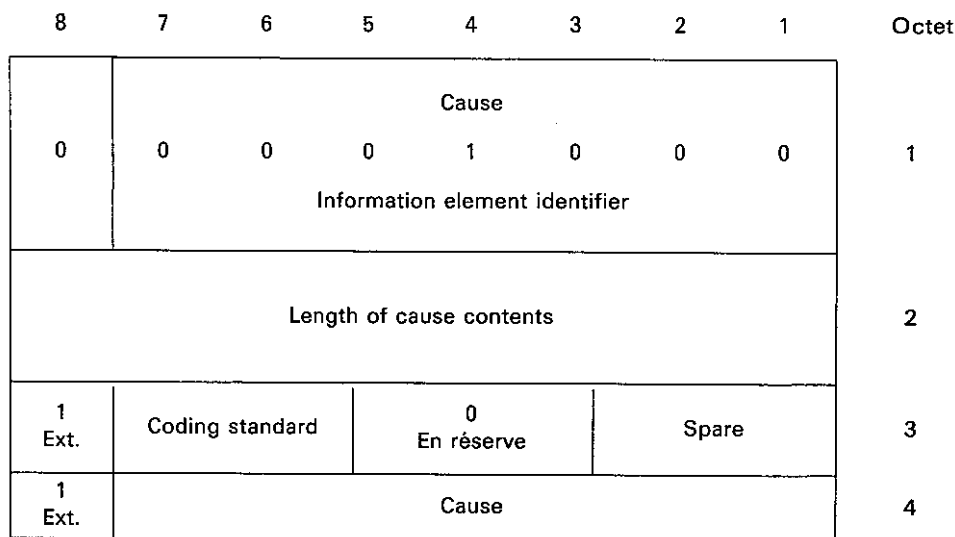 8 7 6 5 4 3 2 1 Octet
Cause
0 0 0 0 1 0 0 0 1
Information element identifier
Length of cause contents 2
1 0
Ext. Coding standard En réserve Spare 3
1
Ext. Cause 4